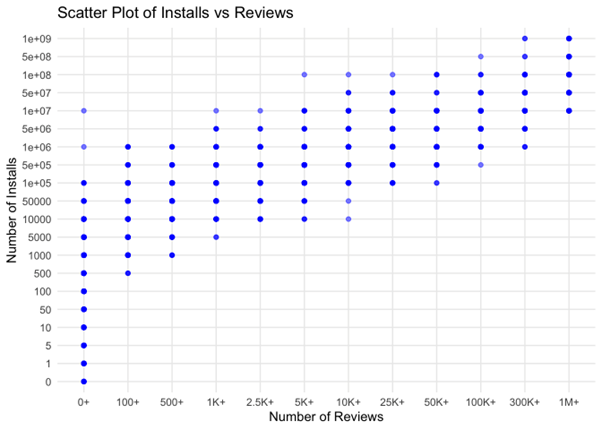 Scatter Plot of Installs vs Reviews
Number of Installs
1e+09
5e+08
1e+08
5e+07
1e+07
5e+06
1e+06
5e+05
1e+05
50000
10000
5000
1000
500
100
50
10
5
1
0
0+ 100+ 500+ 1K+ 2.5K+ 5K+ 10K+ 25K+ 50K+ 100K+ 300K+ 1M+
Number of Reviews